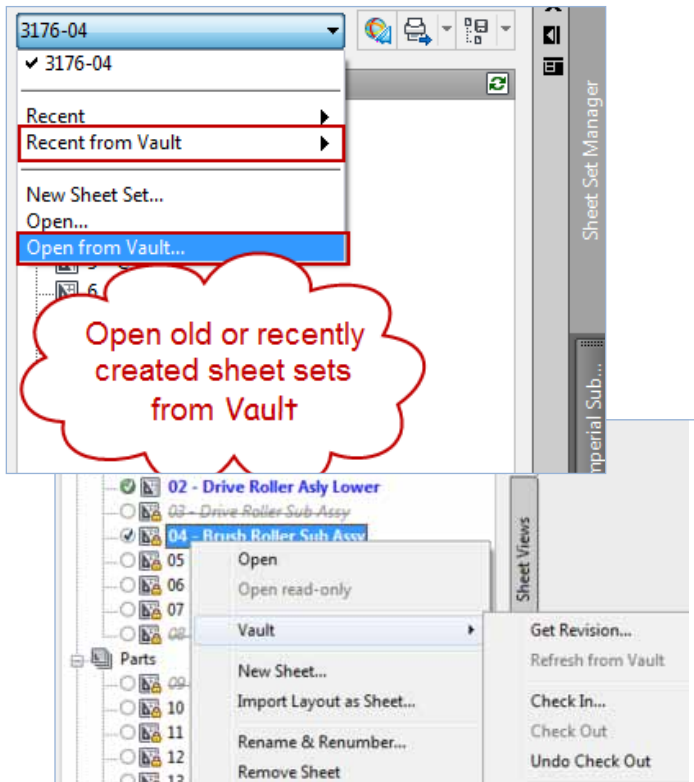 3176-04
3176-04
Recent
Recent from Vault
New Sheet Set...
Open...
Open from Vault...
6
Open old or recently
created sheet sets
from Vault
Sheet Set Manager
mperial Sub...
02 - Drive Roller Asly Lower
03 - Drive Roller Sub Assy
04 - Brush Roller Sub Assy
05
06
07
08
Parts
09
10
11
12
13
Open
Open read-only
Vault
New Sheet...
Import Layout as Sheet...
Rename & Renumber...
Remove Sheet
Sheet Views
Get Revision...
Refresh from Vault
Check In...
Check Out
Undo Check Out